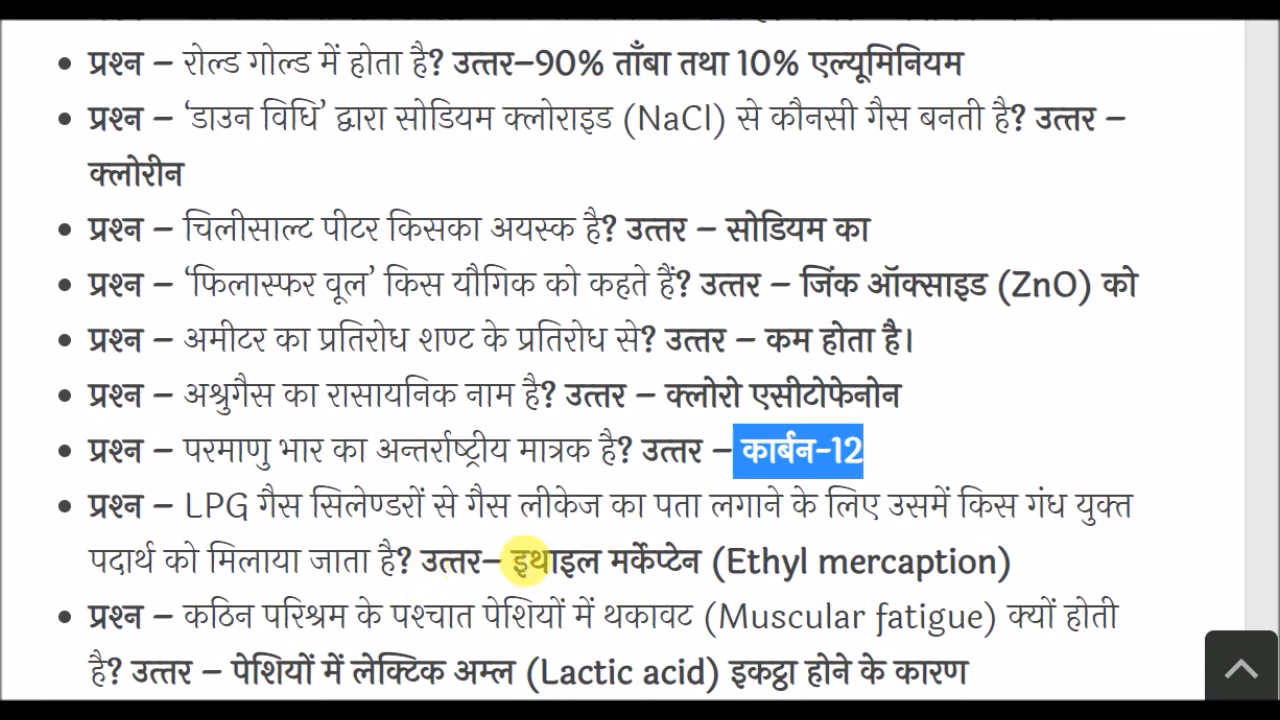 प्रश्न – रोल्ड गोल्ड में होता है? उत्तर–90% ताँबा तथा 10% एल्यूमिनियम
प्रश्न – ‘डाउन विधि’ द्वारा सोडियम क्लोराइड (NaCl) से कौनसी गैस बनती है? उत्तर –
क्लोरीन
प्रश्न – चिलीसाल्ट पीटर किसका अयस्क है? उत्तर – सोडियम का
प्रश्न – ‘फिलास्फर वूल’ किस यौगिक को कहते हैं? उत्तर – जिंक ऑक्साइड (ZnO) को
प्रश्न – अमीटर का प्रतिरोध शण्ट के प्रतिरोध से? उत्तर – कम होता है।
प्रश्न – अश्रुगैस का रासायनिक नाम है? उत्तर – क्लोरो एसीटोफेनोन
प्रश्न – परमाणु भार का अन्तर्राष्ट्रीय मात्रक है? उत्तर – कार्बन-12
प्रश्न – LPG गैस सिलेण्डरों से गैस लीकेज का पता लगाने के लिए उसमें किस गंध युक्त
पदार्थ को मिलाया जाता है? उत्तर– इथाइल मर्केप्टेन (Ethyl mercaption)
प्रश्न – कठिन परिश्रम के पश्चात पेशियों में थकावट (Muscular fatigue) क्यों होती
है? उत्तर – पेशियों में लेक्टिक अम्ल (Lactic acid) इकट्ठा होने के कारण